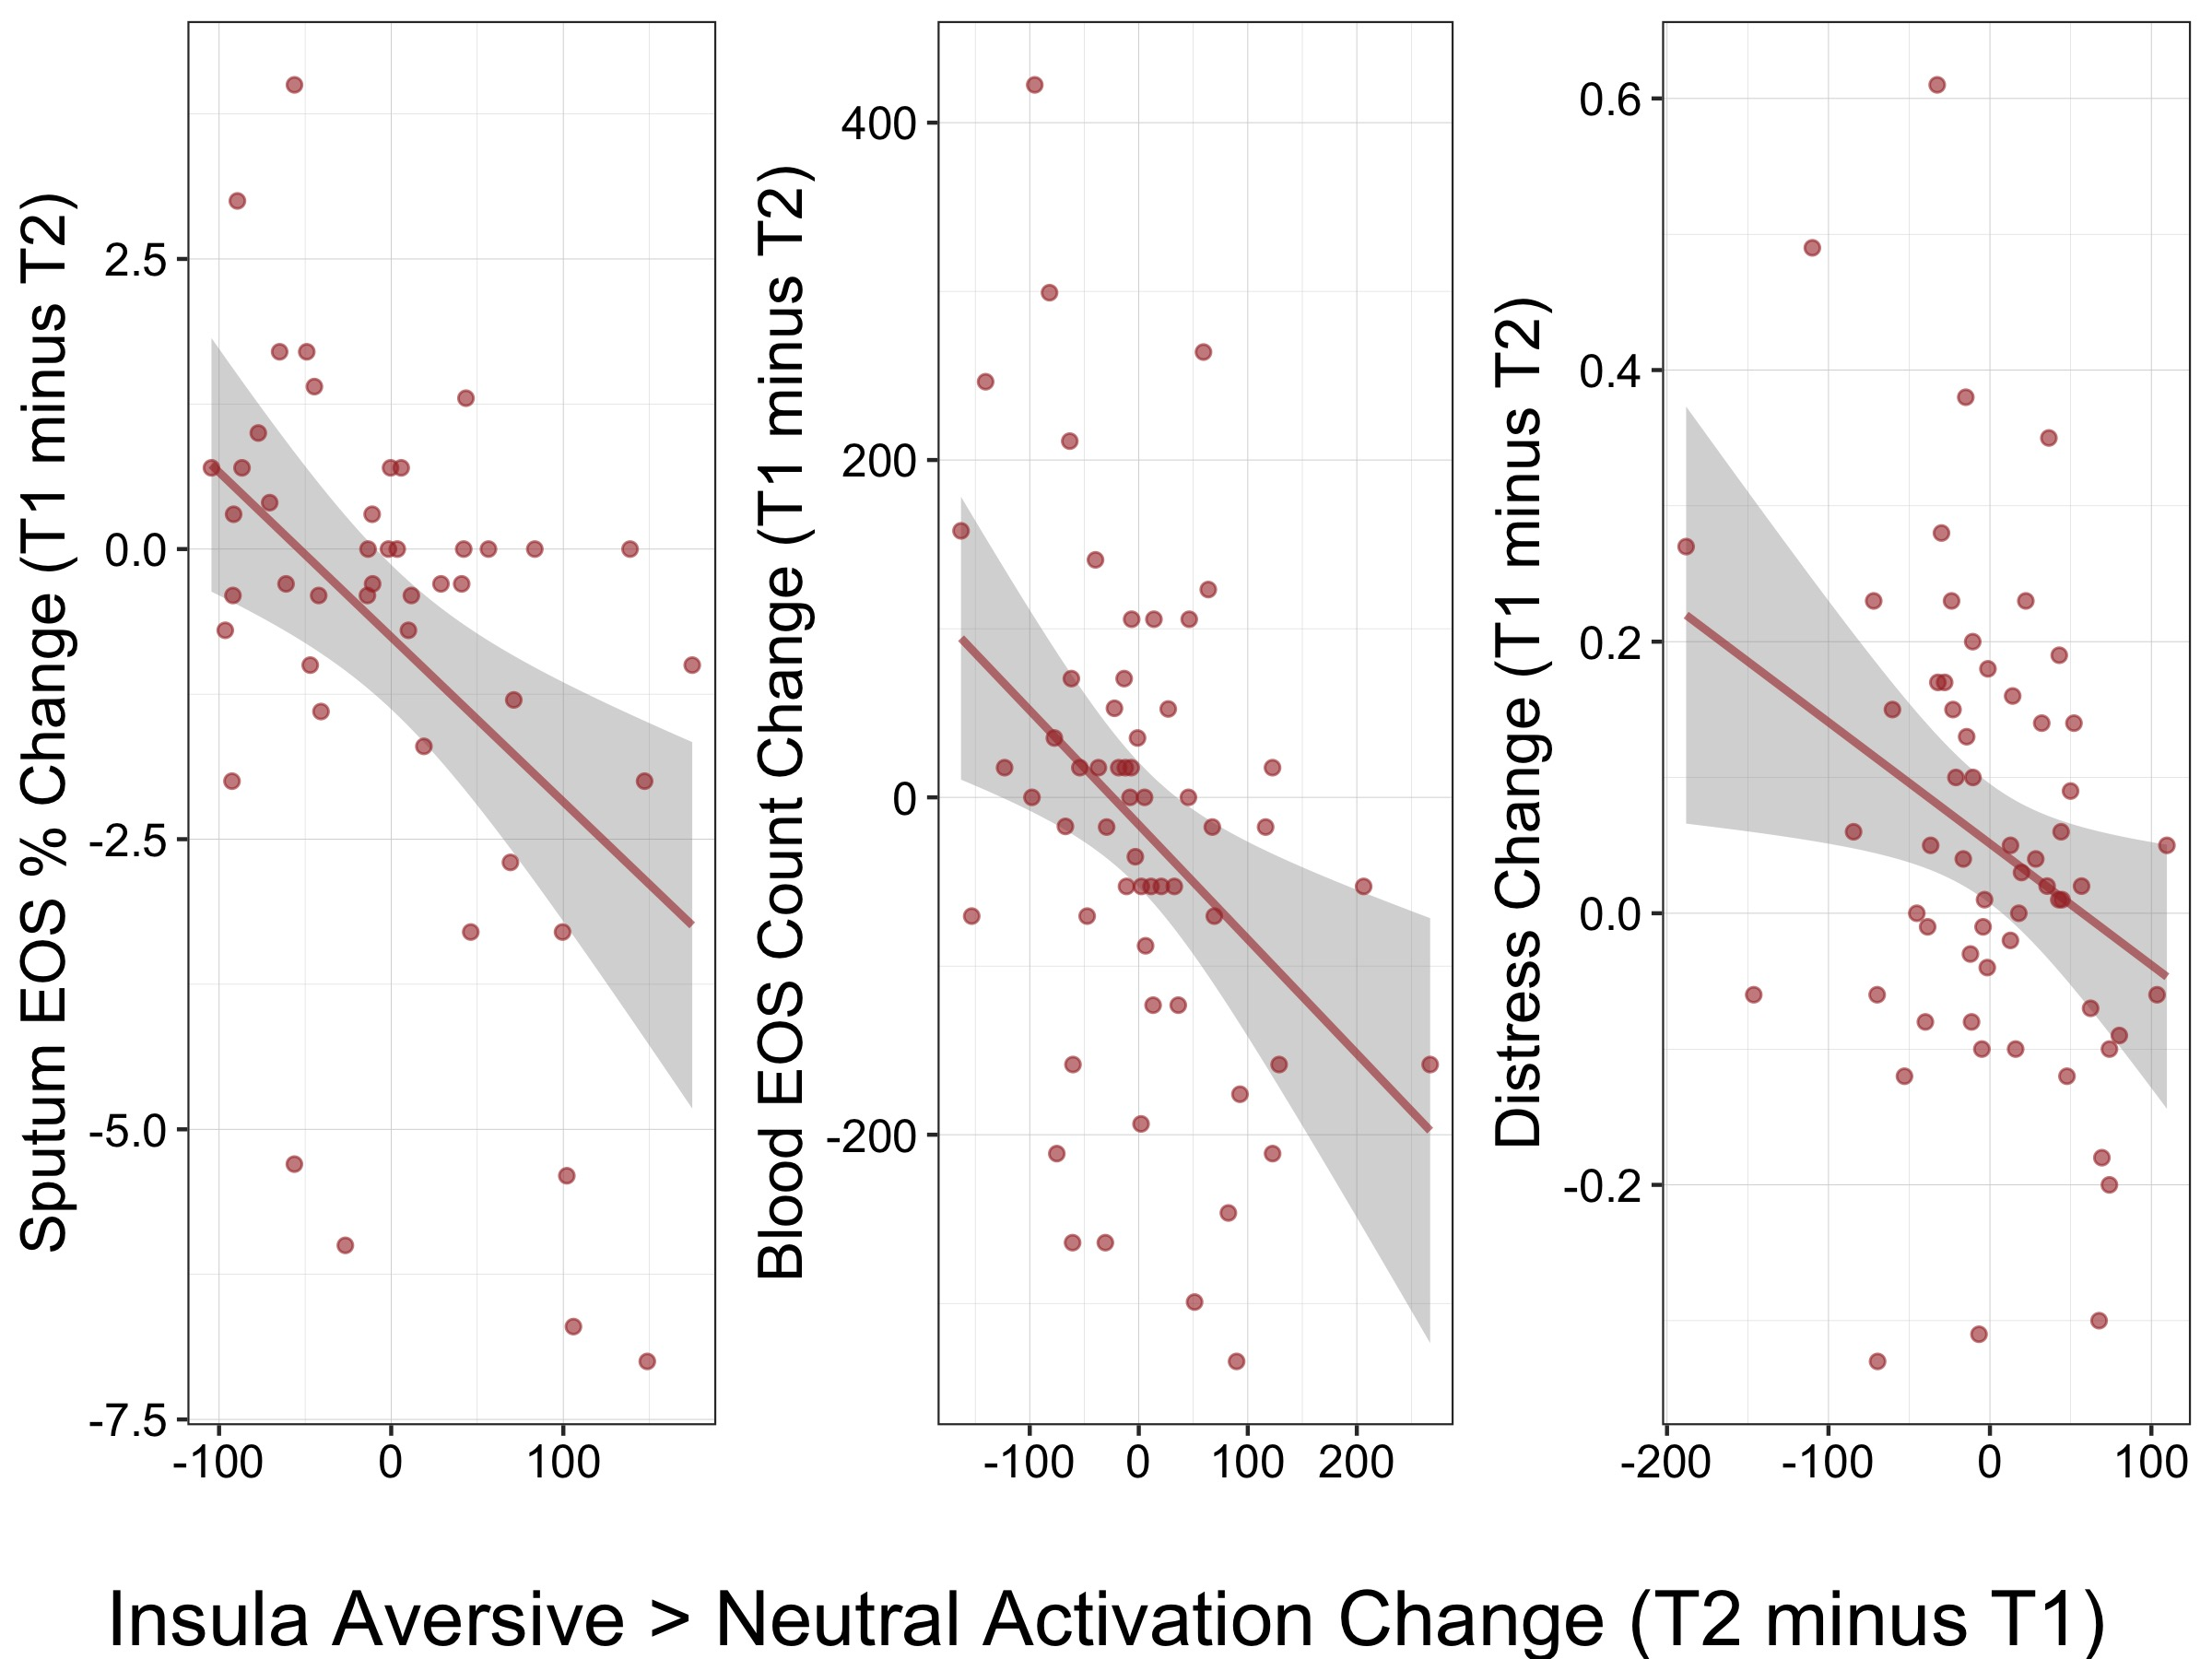 Sputum EOS % Change (T1 minus T2)
2.5
0.0
-2.5
-5.0
-7.5
-100 0 100
Blood EOS Count Change (T1 minus T2)
400
200
0
-200
-100 0 100 200
Distress Change (T1 minus T2)
0.6
0.4
0.2
0.0
-0.2
-200 -100 0 100
Insula Aversive > Neutral Activation Change (T2 minus T1)